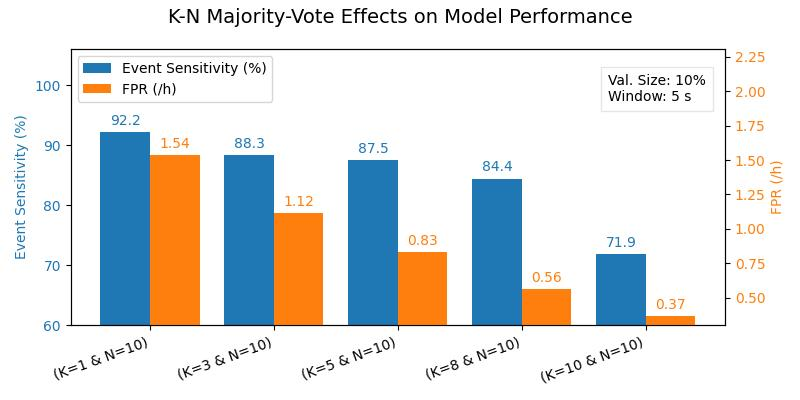 K-N Majority-Vote Effects on Model Performance
Event Sensitivity (%)
FPR (/h)
Val. Size: 10%
Window: 5 s
Event Sensitivity (%)
100
90
80
70
60
92.2
1.54
88.3
1.12
87.5
0.83
84.4
0.56
71.9
0.37
2.25
2.00
1.75
1.50
1.25
1.00
0.75
0.50
FPR (/h)
(K=1 & N=10)
(K=3 & N=10)
(K=5 & N=10)
(K=8 & N=10)
(K=10 & N=10)